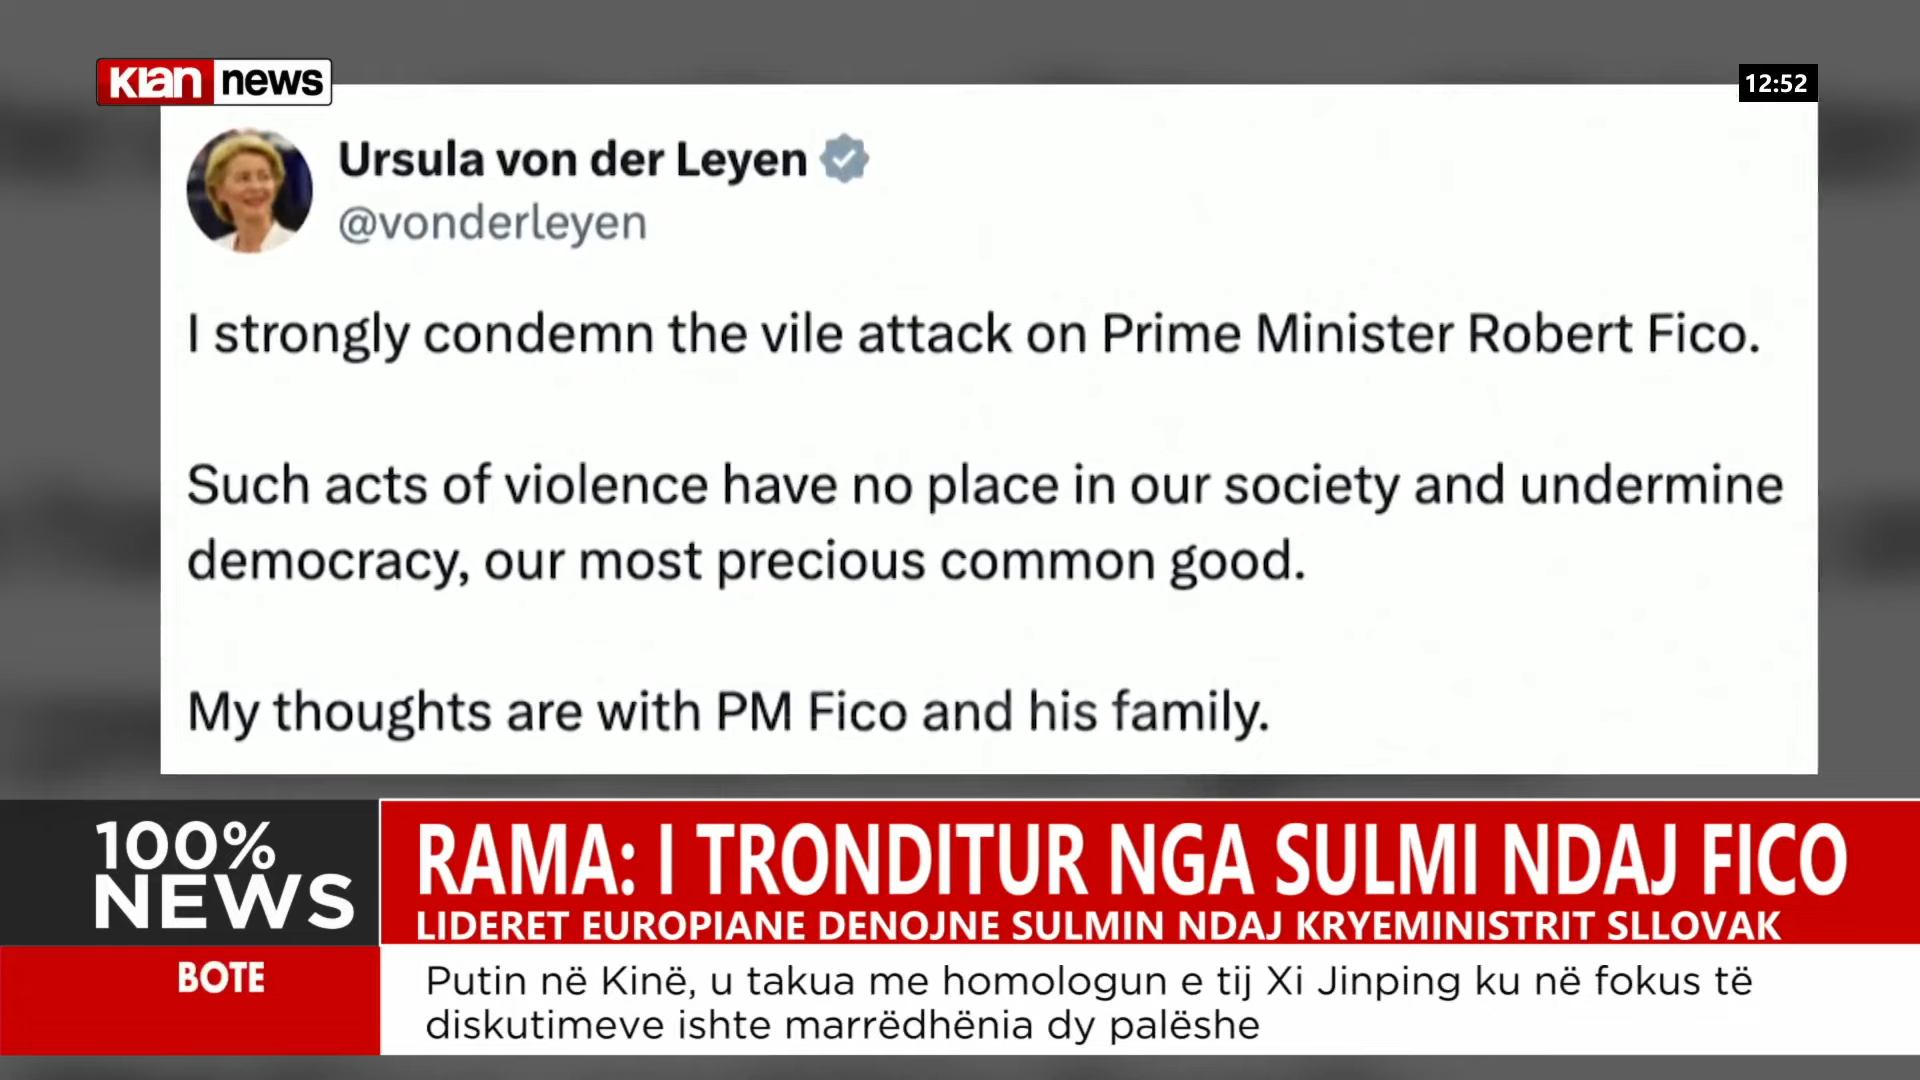 Klan news
12:52
Ursula von der Leyen
@vonderleyen
I strongly condemn the vile attack on Prime Minister Robert Fico.
Such acts of violence have no place in our society and undermine
democracy, our most precious common good.
My thoughts are with PM Fico and his family.
100%
NEWS
RAMA: I TRONDITUR NGA SULMI NDAJ FICO
LIDERET EUROPIANE DENOJNE SULMIN NDAJ KRYEMINISTRIT SLLOVAK
BOTE
Putin në Kinë, u takua me homologun e tij Xi Jinping ku në fokus të
diskutimeve ishte marrëdhënia dy palëshe